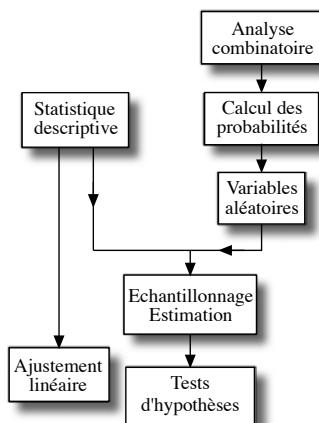 Analyse
combinatoire
Statistique
descriptive
Calcul des
probabilités
Variables
aléatoires
Echantillonnage
Estimation
Ajustement
linéaire
Tests
d'hypothèses